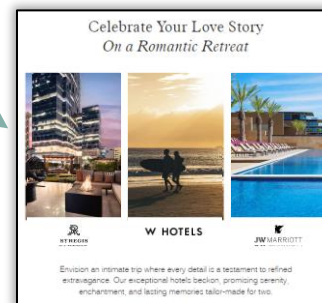 Celebrate Your Love Story
On a Romantic Retreat
ST REGIS
W HOTELS
JW MARRIOTT
Envision an intimate trip where every detail is a testament to refined
extravagance. Our exceptional hotels beckon, promising serenity,
enchantment, and lasting memories tailor-made for two.